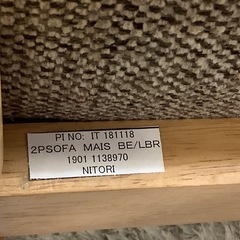 PI NO: IT 181118
2PSOFA MAIS BE/LBR
1901 1138970
NITORI